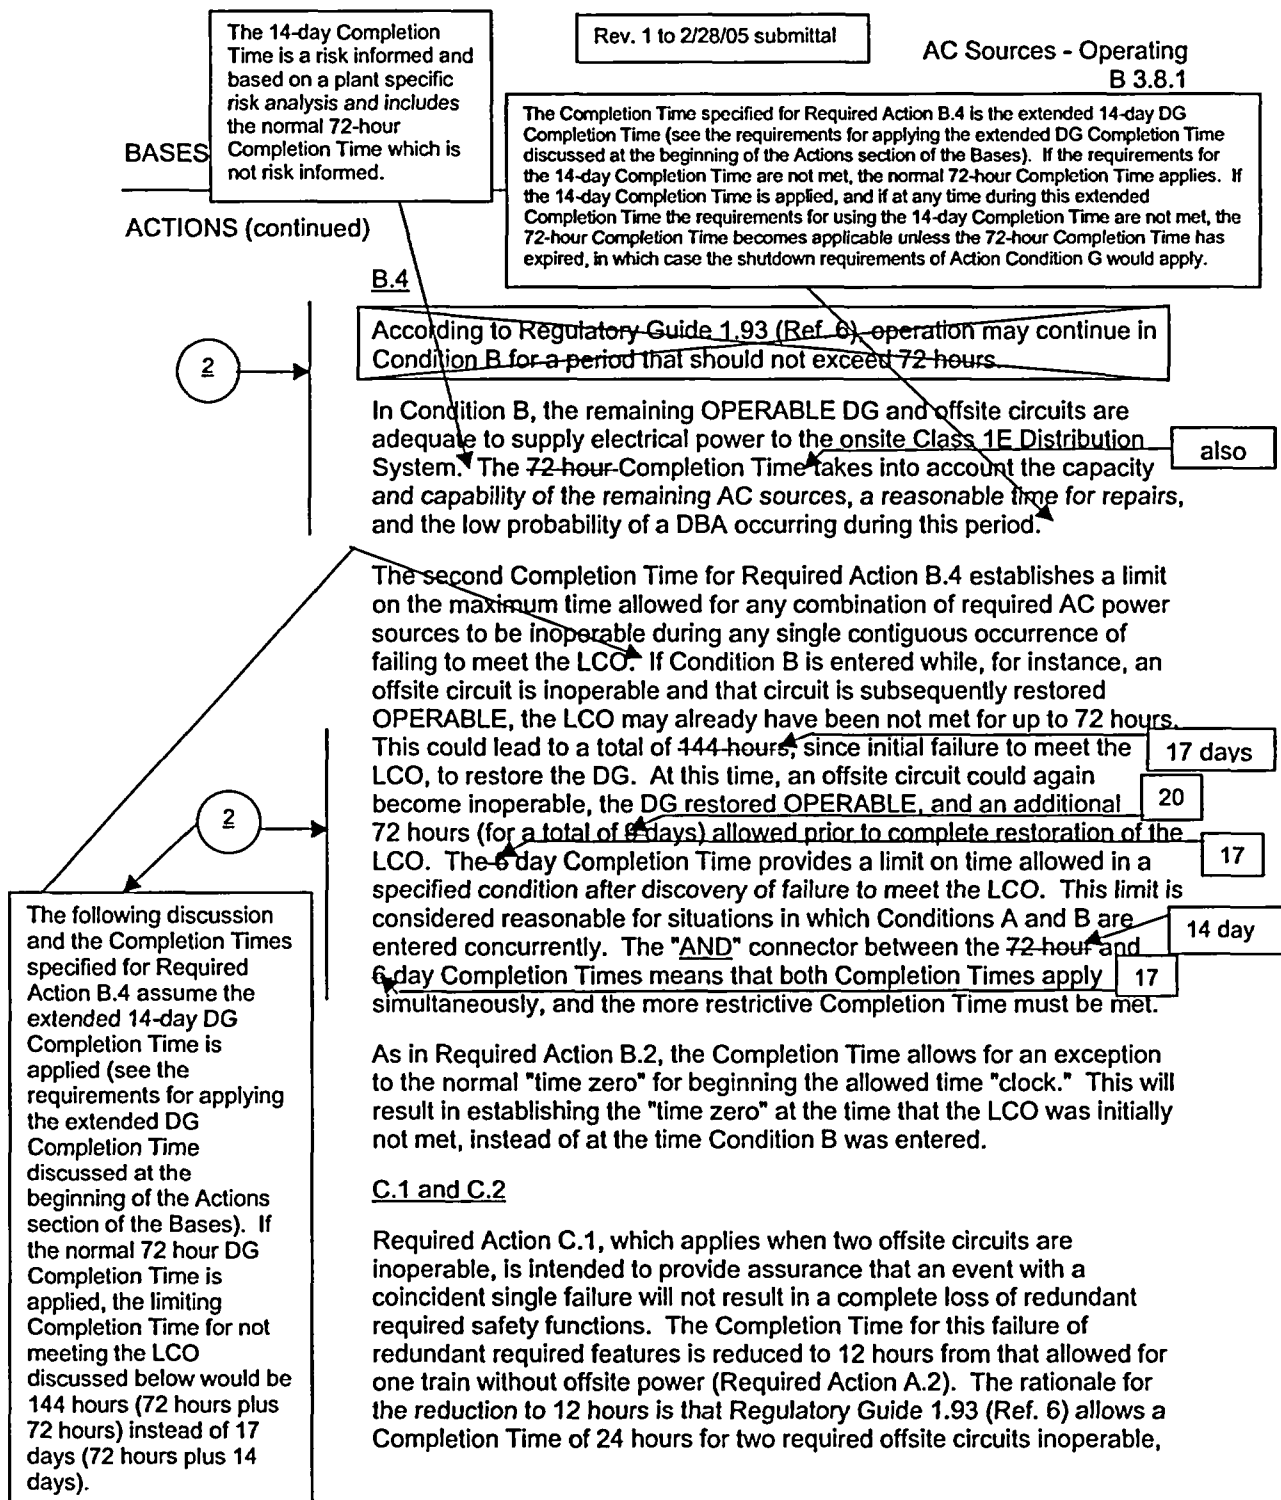 The 14-day Completion
Time is a risk informed and
based on a plant specific
risk analysis and includes
the normal 72-hour
Completion Time which is
not risk informed.
Rev. 1 to 2/28/05 submittal
AC Sources - Operating
B 3.8.1
The Completion Time specified for Required Action B.4 is the extended 14-day DG
Completion Time (see the requirements for applying the extended DG Completion Time
discussed at the beginning of the Actions section of the Bases). If the requirements for
the 14-day Completion Time are not met, the normal 72-hour Completion Time applies. If
the 14-day Completion Time is applied, and if at any time during this extended
Completion Time the requirements for using the 14-day Completion Time are not met, the
72-hour Completion Time becomes applicable unless the 72-hour Completion Time has
expired, in which case the shutdown requirements of Action Condition G would apply.
BASES
ACTIONS (continued)
B.4
According to Regulatory Guide 1.93 (Ref. 6), operation may continue in
Condition B for a period that should not exceed 72 hours.
2
In Condition B, the remaining OPERABLE DG and offsite circuits are
adequate to supply electrical power to the onsite Class 1E Distribution
System. The 72 hour Completion Time takes into account the capacity
and capability of the remaining AC sources, a reasonable time for repairs,
and the low probability of a DBA occurring during this period.
also
The second Completion Time for Required Action B.4 establishes a limit
on the maximum time allowed for any combination of required AC power
sources to be inoperable during any single contiguous occurrence of
failing to meet the LCO. If Condition B is entered while, for instance, an
offsite circuit is inoperable and that circuit is subsequently restored
OPERABLE, the LCO may already have been not met for up to 72 hours.
This could lead to a total of 144 hours, since initial failure to meet the
LCO, to restore the DG. At this time, an offsite circuit could again
become inoperable, the DG restored OPERABLE, and an additional
72 hours (for a total of 9 days) allowed prior to complete restoration of the
LCO. The 6 day Completion Time provides a limit on time allowed in a
specified condition after discovery of failure to meet the LCO. This limit is
considered reasonable for situations in which Conditions A and B are
entered concurrently. The "AND" connector between the 72 hour and
6 day Completion Times means that both Completion Times apply
simultaneously, and the more restrictive Completion Time must be met.
17 days
20
17
14 day
17
2
The following discussion
and the Completion Times
specified for Required
Action B.4 assume the
extended 14-day DG
Completion Time is
applied (see the
requirements for applying
the extended DG
Completion Time
discussed at the
beginning of the Actions
section of the Bases). If
the normal 72 hour DG
Completion Time is
applied, the limiting
Completion Time for not
meeting the LCO
discussed below would be
144 hours (72 hours plus
72 hours) instead of 17
days (72 hours plus 14
days).
As in Required Action B.2, the Completion Time allows for an exception
to the normal "time zero" for beginning the allowed time "clock." This will
result in establishing the "time zero" at the time that the LCO was initially
not met, instead of at the time Condition B was entered.
C.1 and C.2
Required Action C.1, which applies when two offsite circuits are
inoperable, is intended to provide assurance that an event with a
coincident single failure will not result in a complete loss of redundant
required safety functions. The Completion Time for this failure of
redundant required features is reduced to 12 hours from that allowed for
one train without offsite power (Required Action A.2). The rationale for
the reduction to 12 hours is that Regulatory Guide 1.93 (Ref. 6) allows a
Completion Time of 24 hours for two required offsite circuits inoperable,